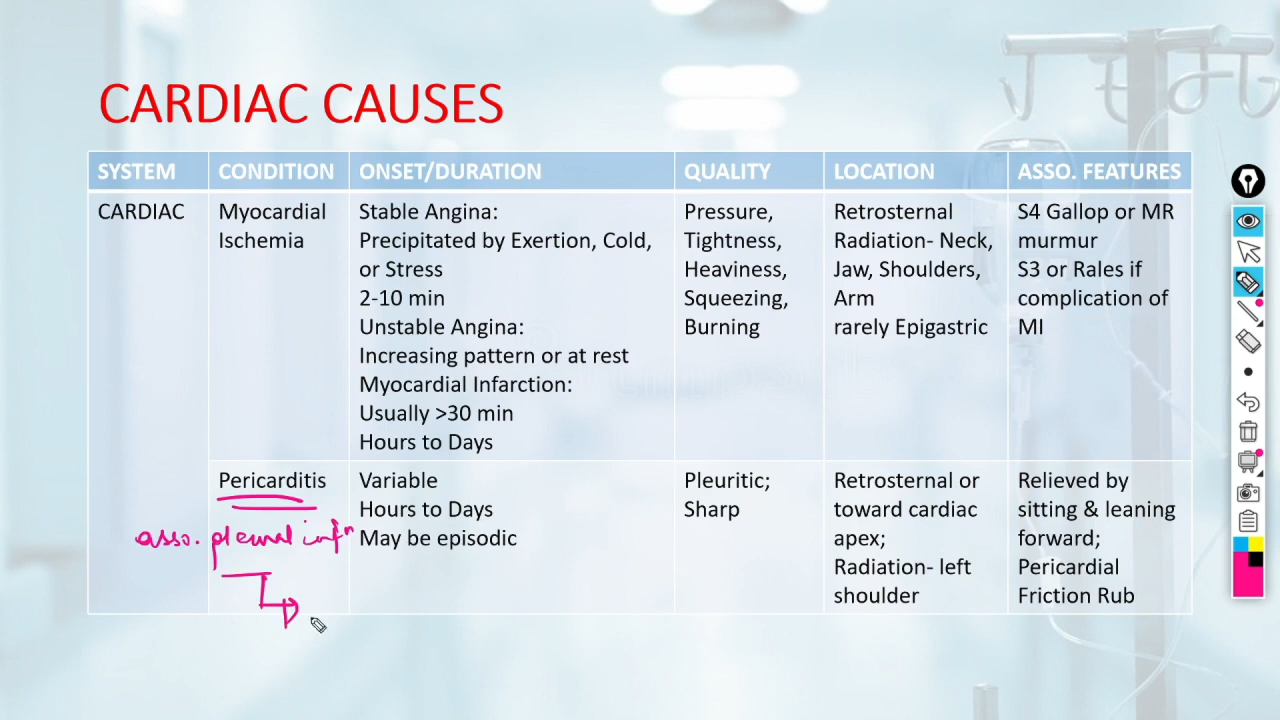 CARDIAC CAUSES
SYSTEM CONDITION ONSET/DURATION QUALITY LOCATION ASSO. FEATURES
CARDIAC
Myocardial
Ischemia
Stable Angina:
Precipitated by Exertion, Cold,
or Stress
2-10 min
Unstable Angina:
Increasing pattern or at rest
Myocardial Infarction:
Usually >30 min
Hours to Days
Pressure,
Tightness,
Heaviness,
Squeezing,
Burning
Retrosternal
Radiation- Neck,
Jaw, Shoulders,
Arm
rarely Epigastric
S4 Gallop or MR
murmur
S3 or Rales if
complication of
MI
Pericarditis
asso. pleural infⁿ
Variable
Hours to Days
May be episodic
Pleuritic;
Sharp
Retrosternal or
toward cardiac
apex;
Radiation- left
shoulder
Relieved by
sitting & leaning
forward;
Pericardial
Friction Rub